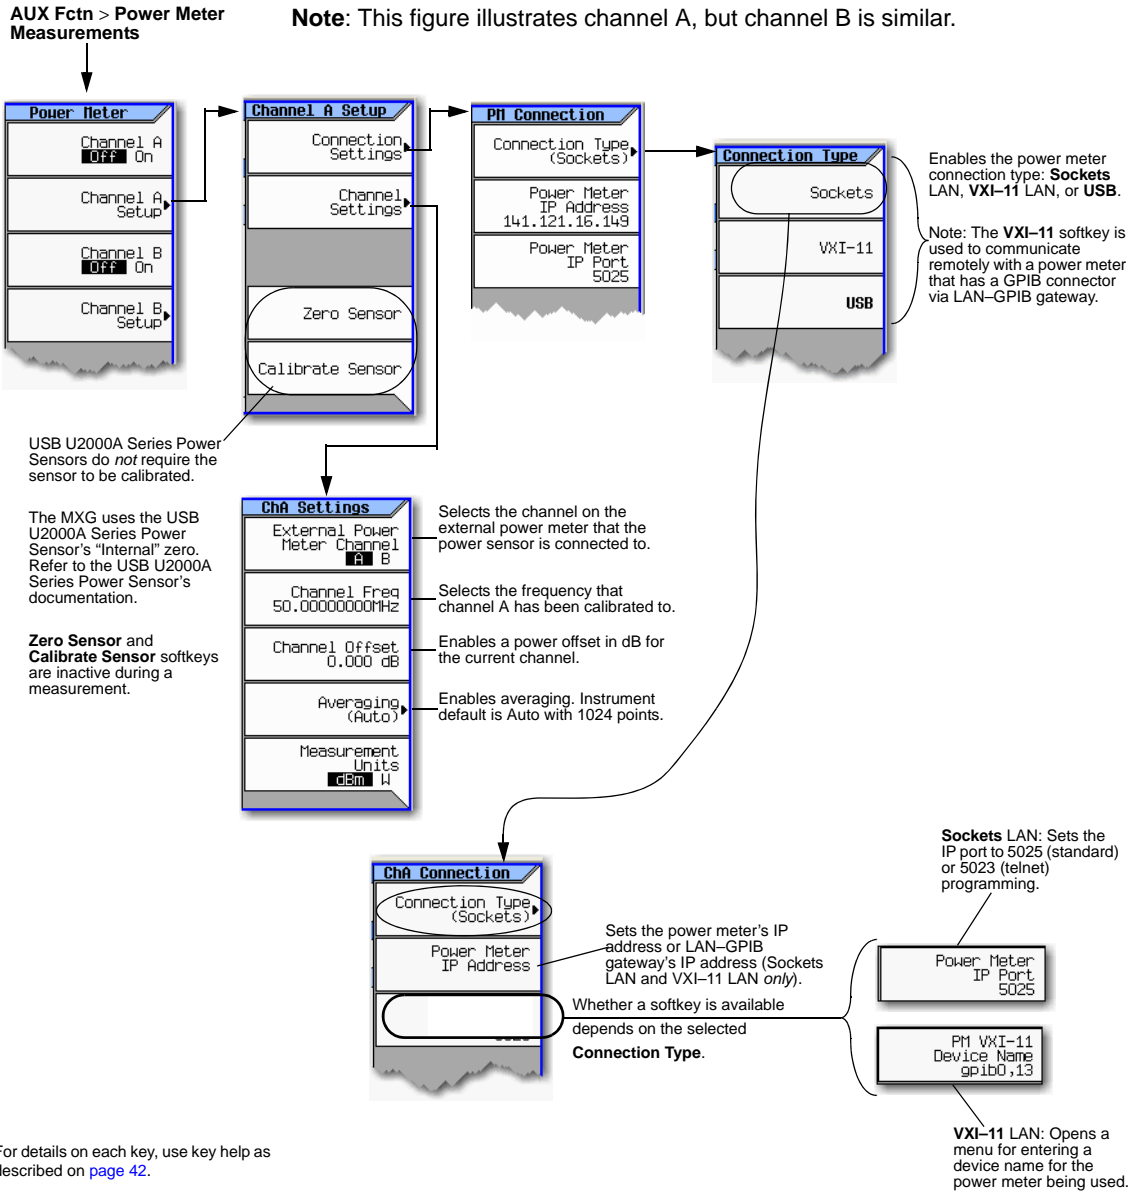 AUX Fctn > Power Meter
Measurements
Note: This figure illustrates channel A, but channel B is similar.
Power Meter
Channel A
Off On
Channel A
Setup
Channel B
Off On
Channel B
Setup
Channel A Setup
Connection
Settings
Channel
Settings
Zero Sensor
Calibrate Sensor
PM Connection
Connection Type
(Sockets)
Power Meter
IP Address
141.121.16.149
Power Meter
IP Port
5025
Connection Type
Sockets
VXI-11
USB
Enables the power meter
connection type: Sockets
LAN, VXI–11 LAN, or USB.
Note: The VXI–11 softkey is
used to communicate
remotely with a power meter
that has a GPIB connector
via LAN–GPIB gateway.
USB U2000A Series Power
Sensors do not require the
sensor to be calibrated.
The MXG uses the USB
U2000A Series Power
Sensor's “Internal” zero.
Refer to the USB U2000A
Series Power Sensor's
documentation.
Zero Sensor and
Calibrate Sensor softkeys
are inactive during a
measurement.
ChA Settings
External Power
Meter Channel
A B
Channel Freq
50.00000000MHz
Channel Offset
0.000 dB
Averaging
(Auto)
Measurement
Units
dBm W
Selects the channel on the
external power meter that the
power sensor is connected to.
Selects the frequency that
channel A has been calibrated to.
Enables a power offset in dB for
the current channel.
Enables averaging. Instrument
default is Auto with 1024 points.
ChA Connection
Connection Type
(Sockets)
Power Meter
IP Address
Sets the power meter's IP
address or LAN–GPIB
gateway's IP address (Sockets
LAN and VXI–11 LAN only).
Whether a softkey is available
depends on the selected
Connection Type.
Sockets LAN: Sets the
IP port to 5025 (standard)
or 5023 (telnet)
programming.
Power Meter
IP Port
5025
PM VXI-11
Device Name
gpib0,13
VXI–11 LAN: Opens a
menu for entering a
device name for the
power meter being used.
For details on each key, use key help as
described on page 42.